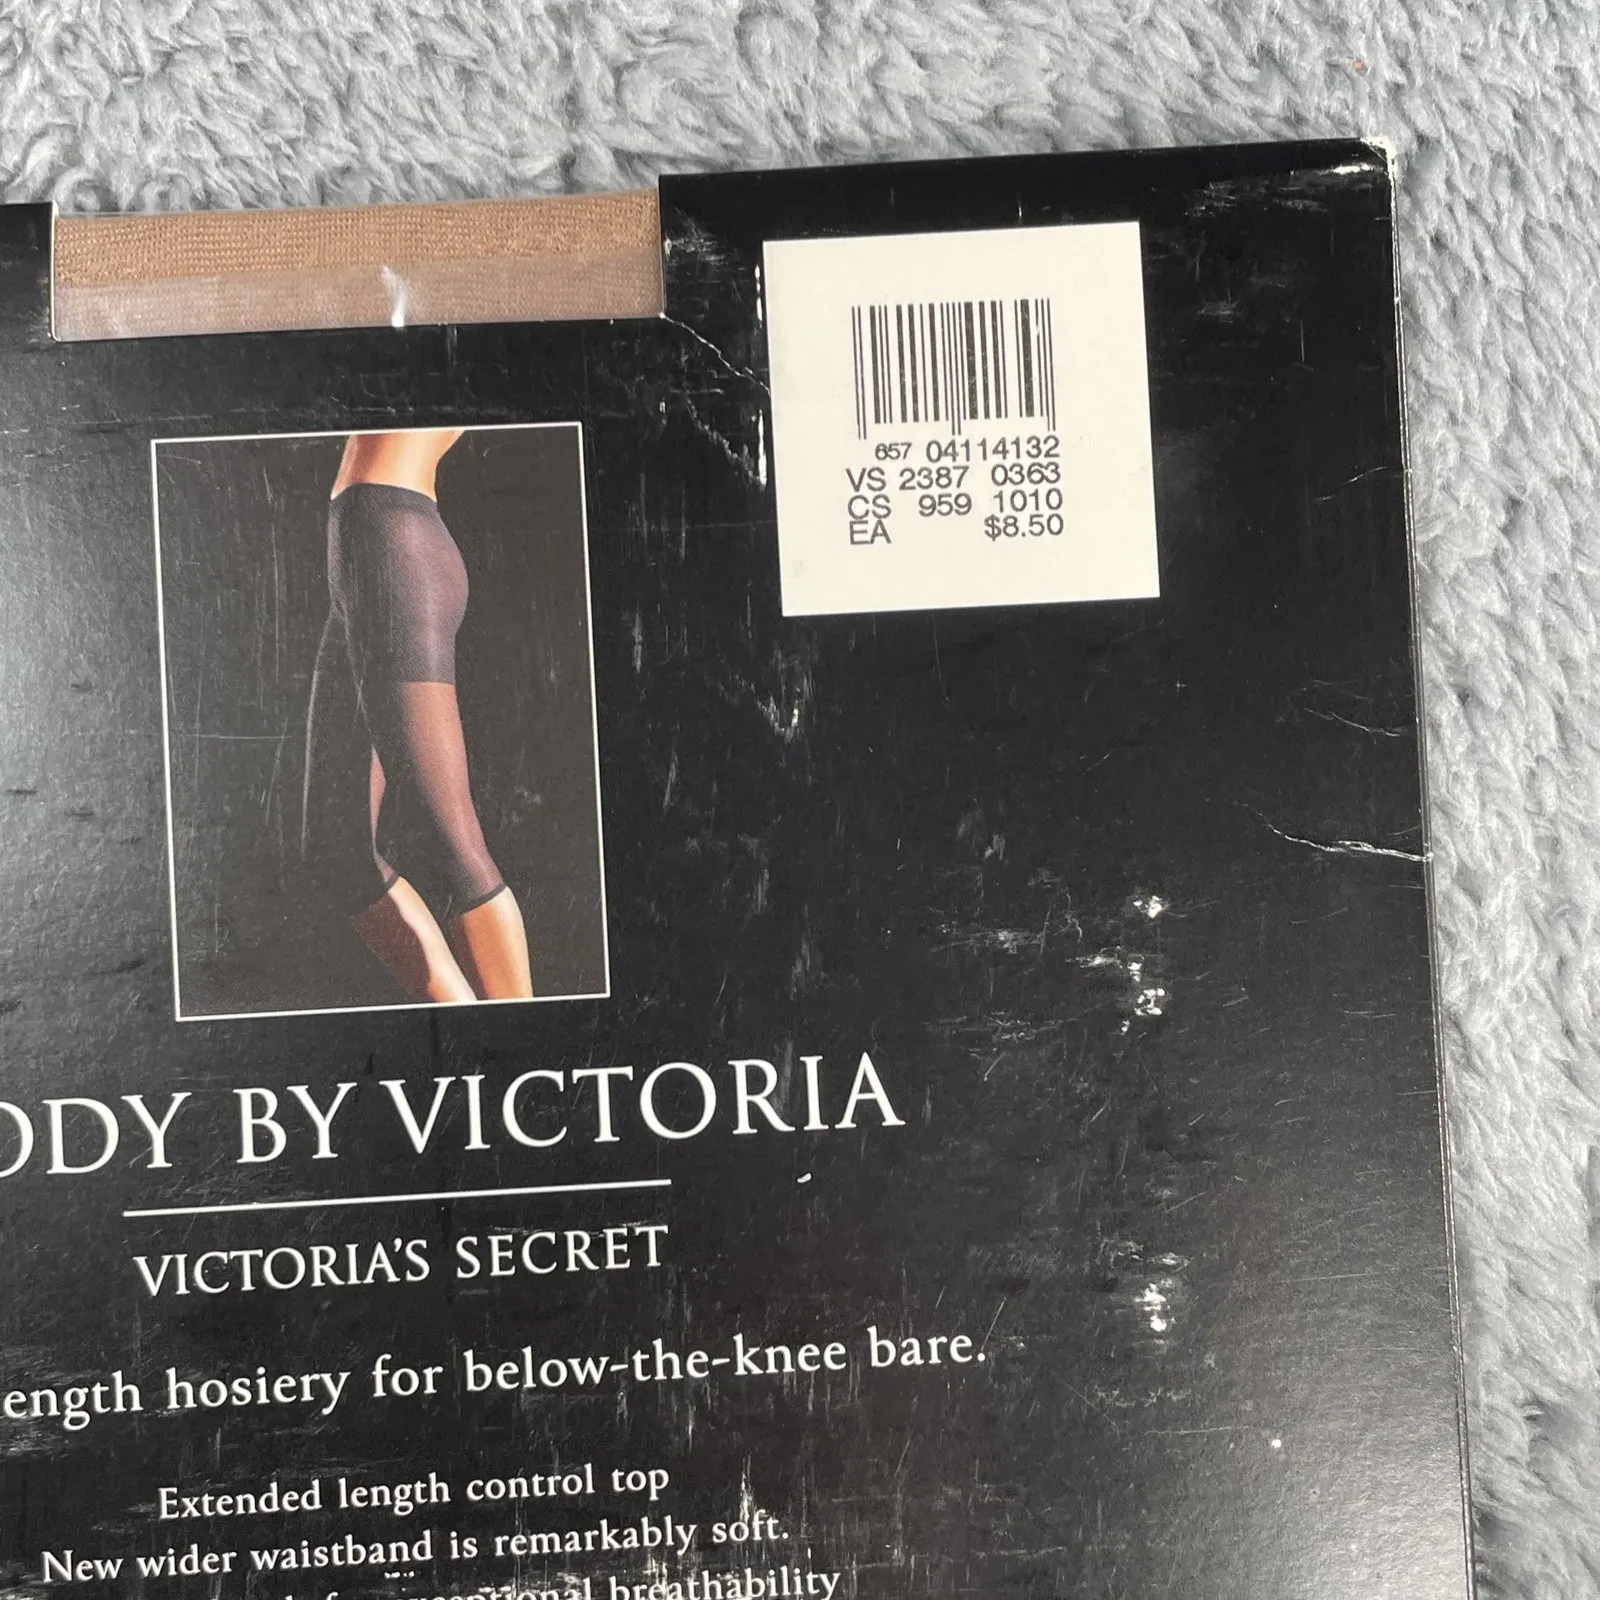 657 04114132
VS 2387 0363
CS 959 1010
EA $8.50
ODY BY VICTORIA
VICTORIA'S SECRET
ength hosiery for below-the-knee bare.
Extended length control top
New wider waistband is remarkably soft.
breathability